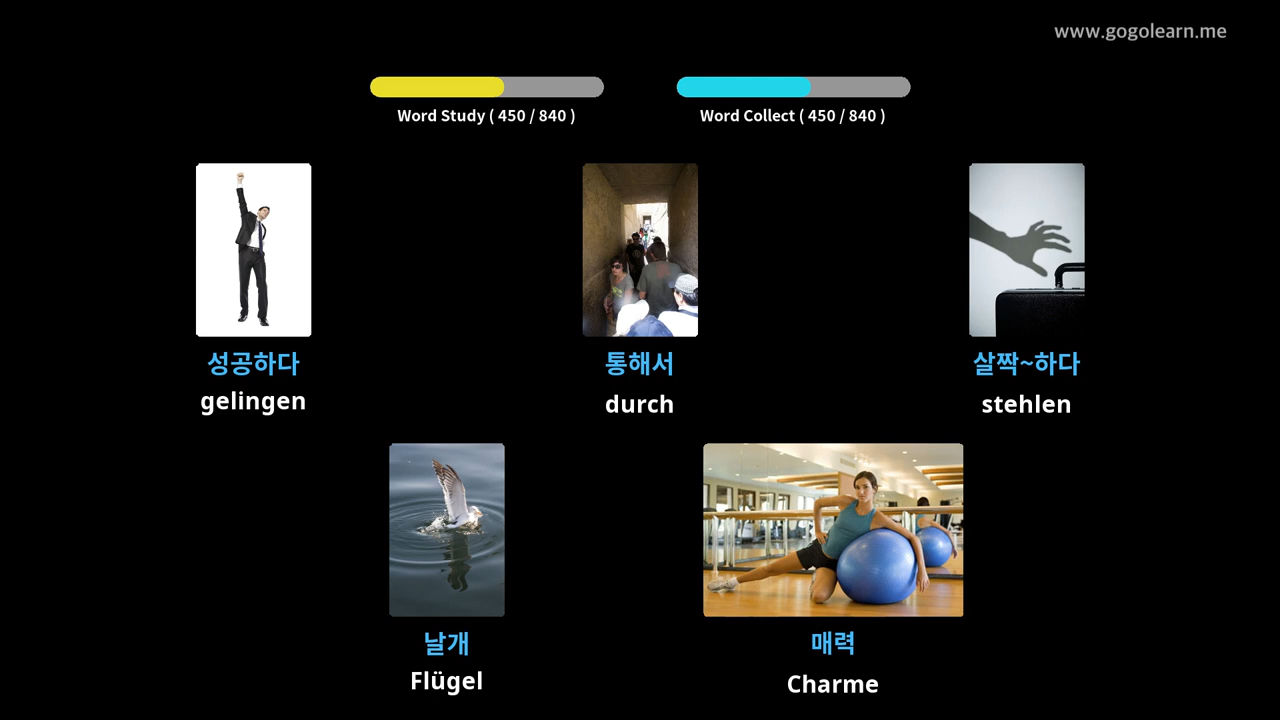 www.gogolearn.me
Word Study ( 450 / 840 )
Word Collect ( 450 / 840 )
성공하다
gelingen
통해서
durch
살짝~하다
stehlen
날개
Flügel
매력
Charme